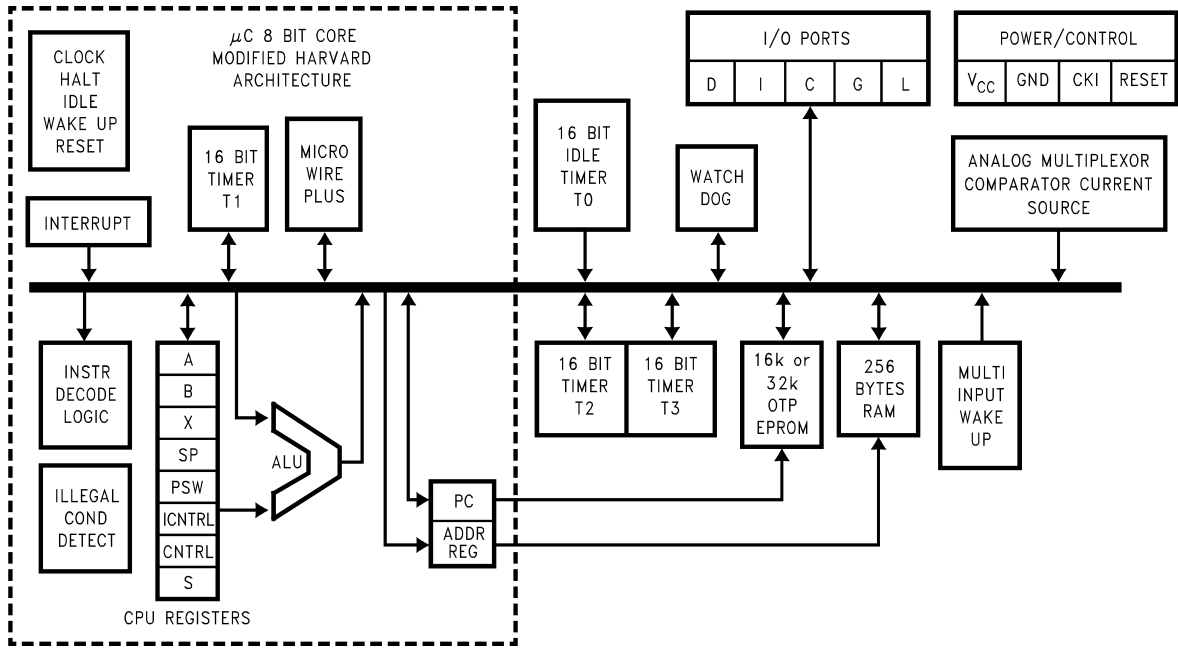 μC 8 BIT CORE
MODIFIED HARVARD
ARCHITECTURE
CLOCK
HALT
IDLE
WAKE UP
RESET
INTERRUPT
16 BIT
TIMER
T1
MICRO
WIRE
PLUS
16 BIT
IDLE
TIMER
T0
WATCH
DOG
I/O PORTS
D I C G L
POWER/CONTROL
VCC GND CKI RESET
ANALOG MULTIPLEXOR
COMPARATOR CURRENT
SOURCE
INSTR
DECODE
LOGIC
ILLEGAL
COND
DETECT
A
B
X
SP
PSW
ICNTRL
CNTRL
S
CPU REGISTERS
ALU
PC
ADDR
REG
16 BIT
TIMER
T2
16 BIT
TIMER
T3
16k or
32k
OTP
EPROM
256
BYTES
RAM
MULTI
INPUT
WAKE
UP